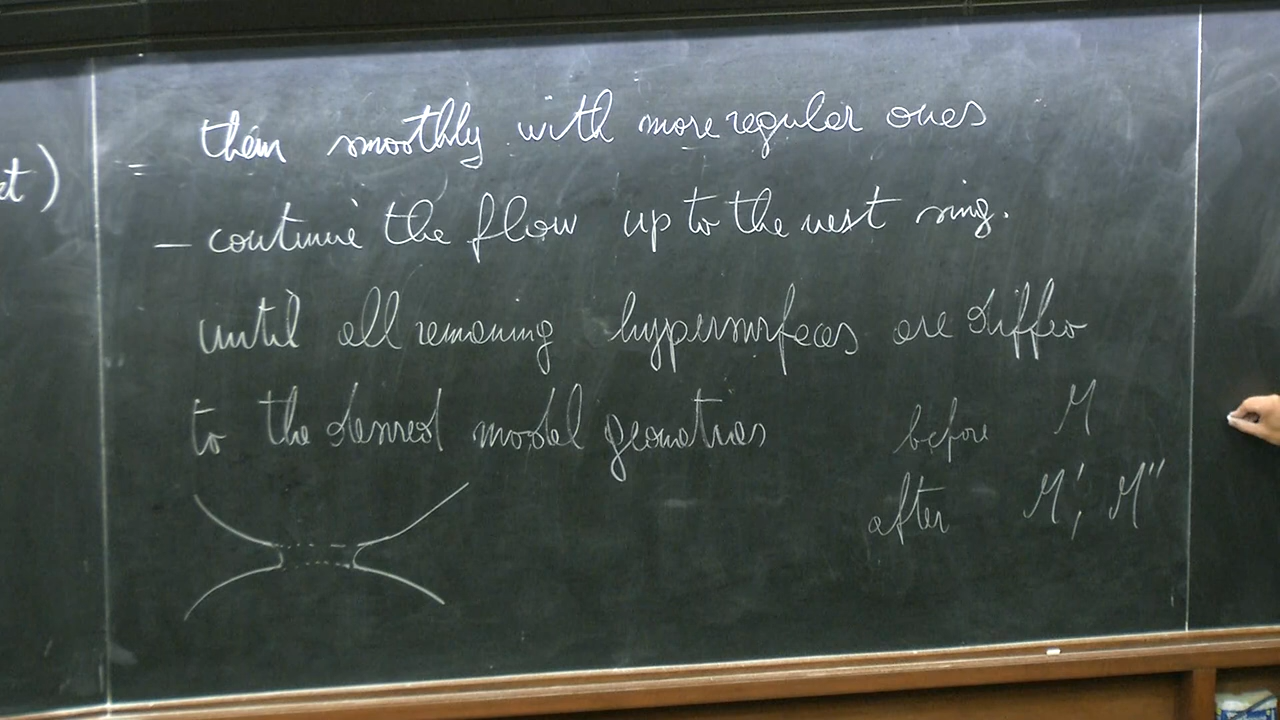 et)
them smoothly with more regular ones
– continue the flow up to the next sing.
until all remaining hypersurfaces are diffeo
to the desired model geometries
before M
after M', M''